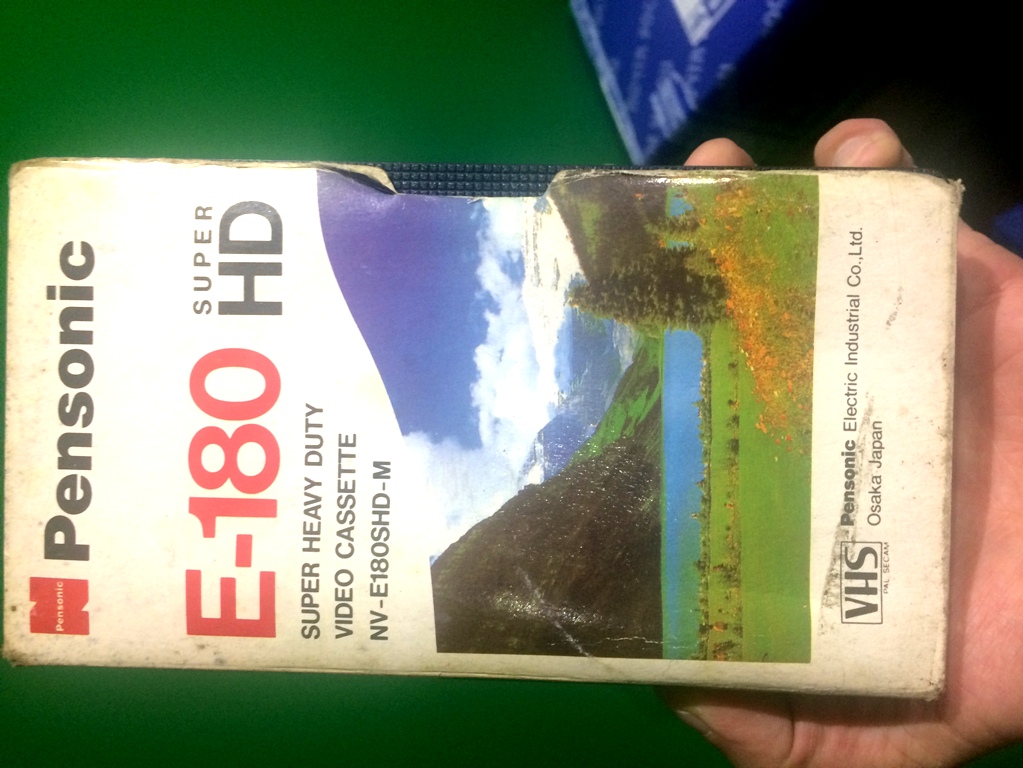 Pensonic
Pensonic
E-180 SUPER HD
SUPER HEAVY DUTY
VIDEO CASSETTE
NV-E180SHD-M
VHS
PAL SECAM
Pensonic Electric Industrial Co.,Ltd.
Osaka Japan